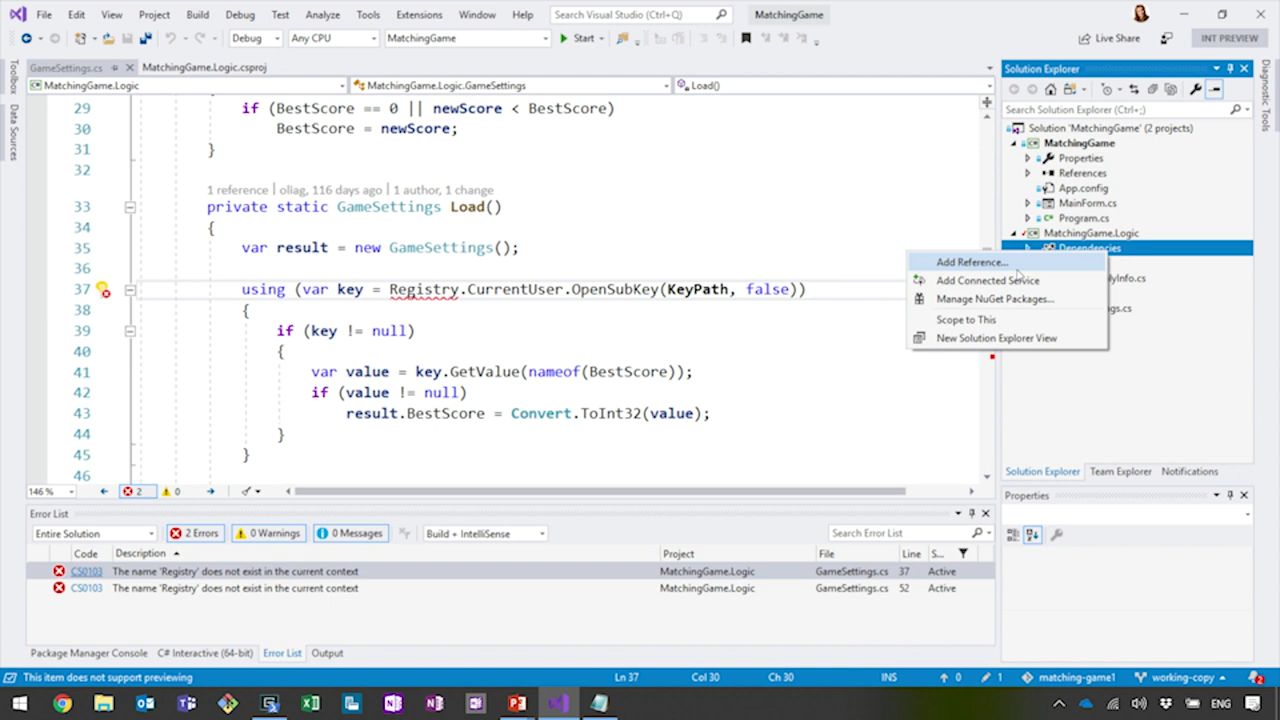 File Edit View Project Build Debug Test Analyze Tools Extensions Window Help Search Visual Studio (Ctrl+Q) MatchingGame
Debug Any CPU MatchingGame Start Live Share INT PREVIEW
Toolbox
Data Sources
GameSettings.cs MatchingGame.Logic.csproj
MatchingGame.Logic MatchingGame.Logic.GameSettings Load()
29 if (BestScore == 0 || newScore < BestScore)
30 BestScore = newScore;
31 }
32
1 reference | oliag, 116 days ago | 1 author, 1 change
33 private static GameSettings Load()
34 {
35 var result = new GameSettings();
36
37 using (var key = Registry.CurrentUser.OpenSubKey(KeyPath, false))
38 {
39 if (key != null)
40 {
41 var value = key.GetValue(nameof(BestScore));
42 if (value != null)
43 result.BestScore = Convert.ToInt32(value);
44 }
45 }
46
146 % 2 0
Solution Explorer
Search Solution Explorer (Ctrl+;)
Solution 'MatchingGame' (2 projects)
MatchingGame
Properties
References
App.config
MainForm.cs
Program.cs
MatchingGame.Logic
Dependencies
Add Reference...
Add Connected Service
Manage NuGet Packages...
Scope to This
New Solution Explorer View
Solution Explorer Team Explorer Notifications
Properties
Diagnostic Tools
Error List
Entire Solution 2 Errors 0 Warnings 0 Messages Build + IntelliSense Search Error List
Code Description Project File Line S...
CS0103 The name 'Registry' does not exist in the current context MatchingGame.Logic GameSettings.cs 37 Active
CS0103 The name 'Registry' does not exist in the current context MatchingGame.Logic GameSettings.cs 52 Active
Package Manager Console C# Interactive (64-bit) Error List Output
This item does not support previewing Ln 37 Col 30 Ch 30 INS 0 1 matching-game1 working-copy 2
ENG